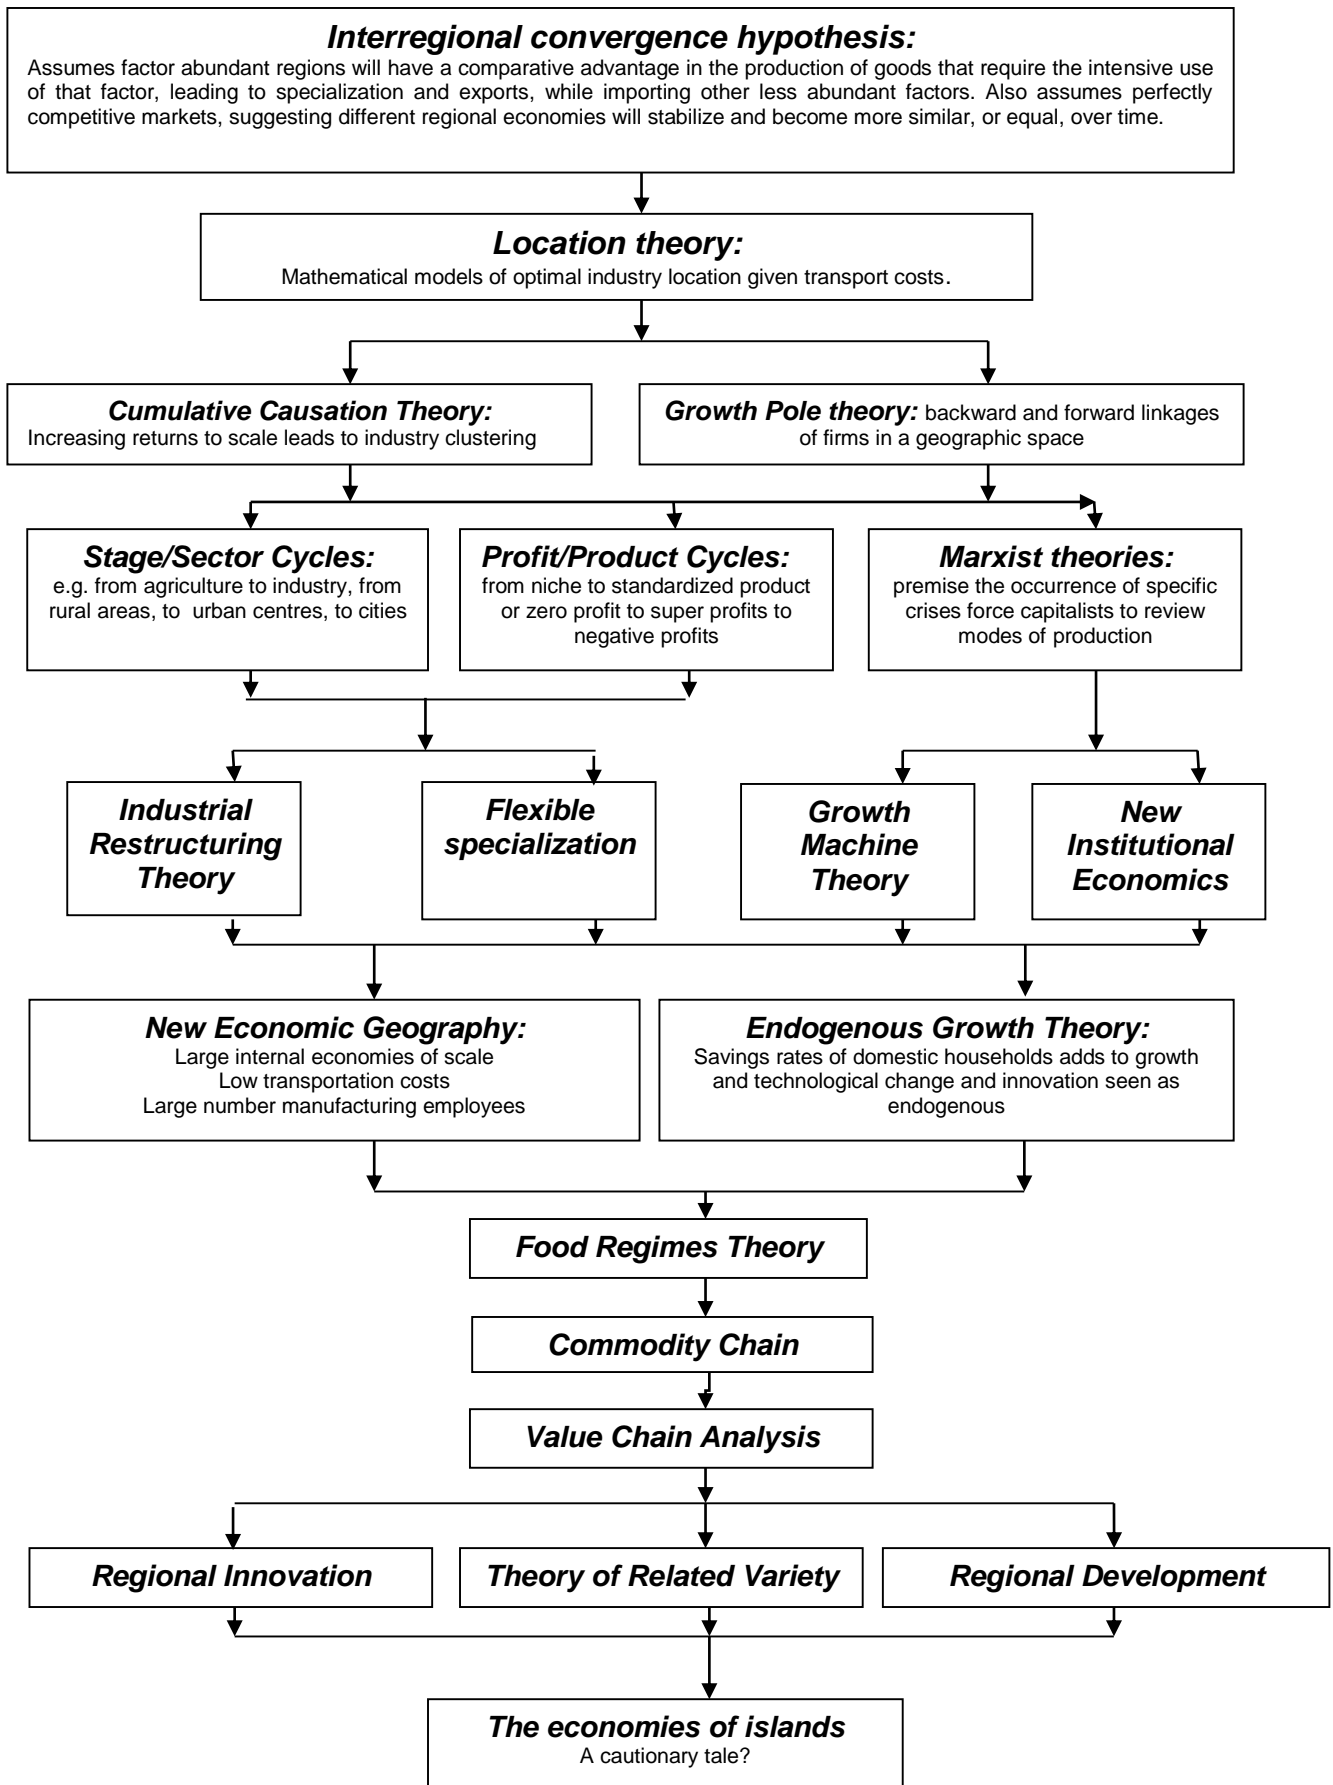 Interregional convergence hypothesis:
Assumes factor abundant regions will have a comparative advantage in the production of goods that require the intensive use
of that factor, leading to specialization and exports, while importing other less abundant factors. Also assumes perfectly
competitive markets, suggesting different regional economies will stabilize and become more similar, or equal, over time.
Location theory:
Mathematical models of optimal industry location given transport costs.
Cumulative Causation Theory:
Increasing returns to scale leads to industry clustering
Growth Pole theory: backward and forward linkages
of firms in a geographic space
Stage/Sector Cycles:
e.g. from agriculture to industry, from
rural areas, to urban centres, to cities
Profit/Product Cycles:
from niche to standardized product
or zero profit to super profits to
negative profits
Marxist theories:
premise the occurrence of specific
crises force capitalists to review
modes of production
Industrial
Restructuring
Theory
Flexible
specialization
Growth
Machine
Theory
New
Institutional
Economics
New Economic Geography:
Large internal economies of scale
Low transportation costs
Large number manufacturing employees
Endogenous Growth Theory:
Savings rates of domestic households adds to growth
and technological change and innovation seen as
endogenous
Food Regimes Theory
Commodity Chain
Value Chain Analysis
Regional Innovation
Theory of Related Variety
Regional Development
The economies of islands
A cautionary tale?